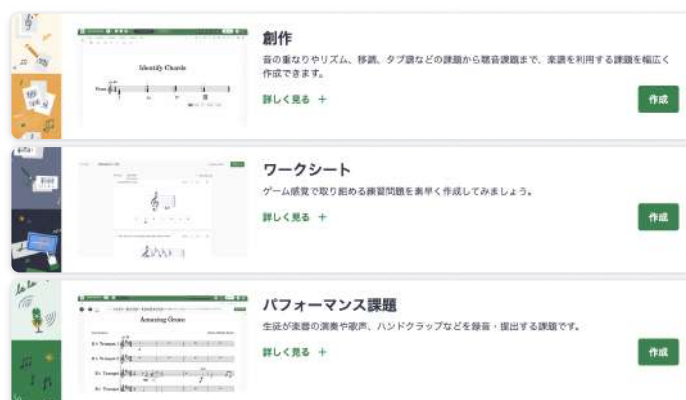 創作
音の重なりやリズム、移調、タブ譜などの課題から聴音課題まで、楽譜を利用する課題を幅広く
作成できます。
詳しく見る +
作成
Identify Chords
Piano
ワークシート
ゲーム感覚で取り組める練習問題を素早く作成してみましょう。
詳しく見る +
作成
パフォーマンス課題
生徒が楽器の演奏や歌声、ハンドクラップなどを録音・提出する課題です。
詳しく見る +
作成
Amazing Grace
B♭ Trumpet 1
B♭ Trumpet 2
la la